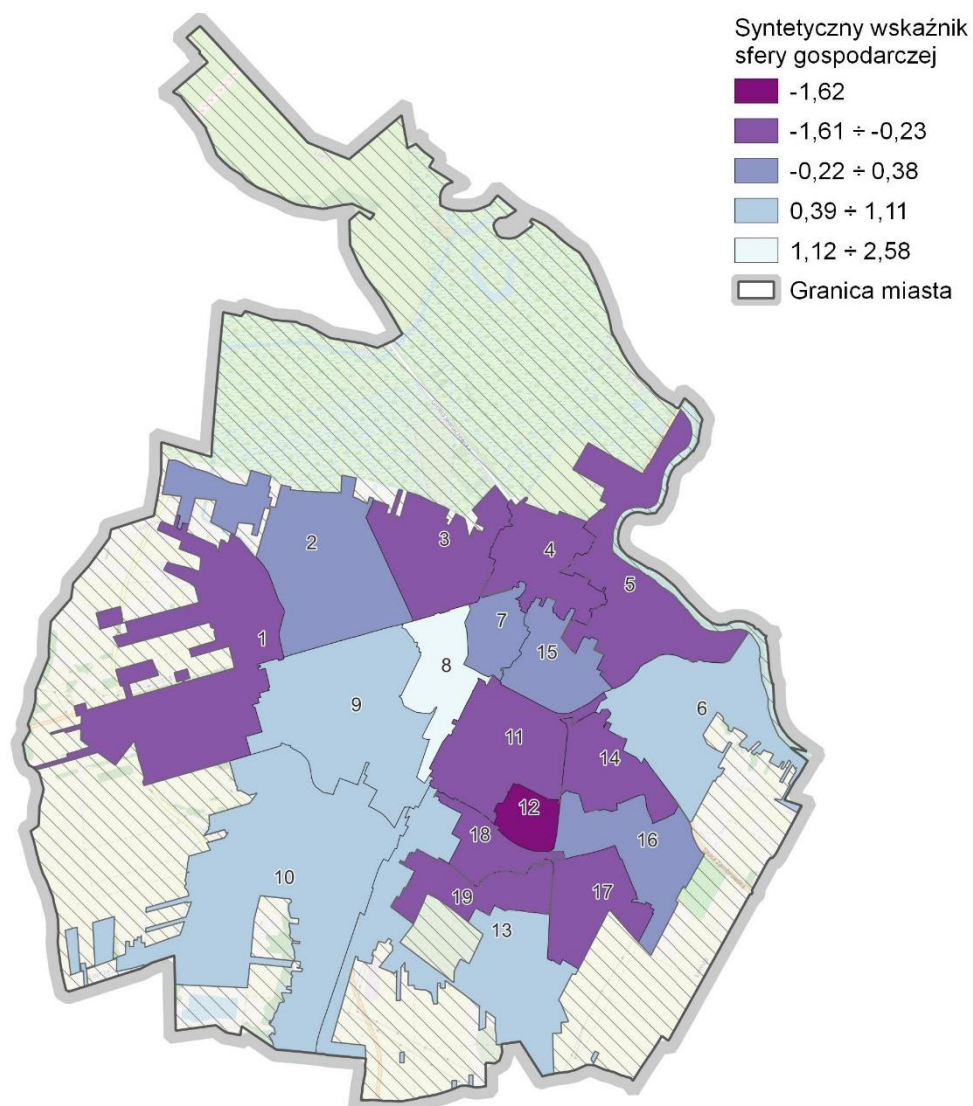 Syntetyczny wskaźnik
sfery gospodarczej
-1,62
-1,61 ÷ -0,23
-0,22 ÷ 0,38
0,39 ÷ 1,11
1,12 ÷ 2,58
Granica miasta
2
3
4
5
1
7
15
8
9
6
11
14
12
18
16
10
19
17
13